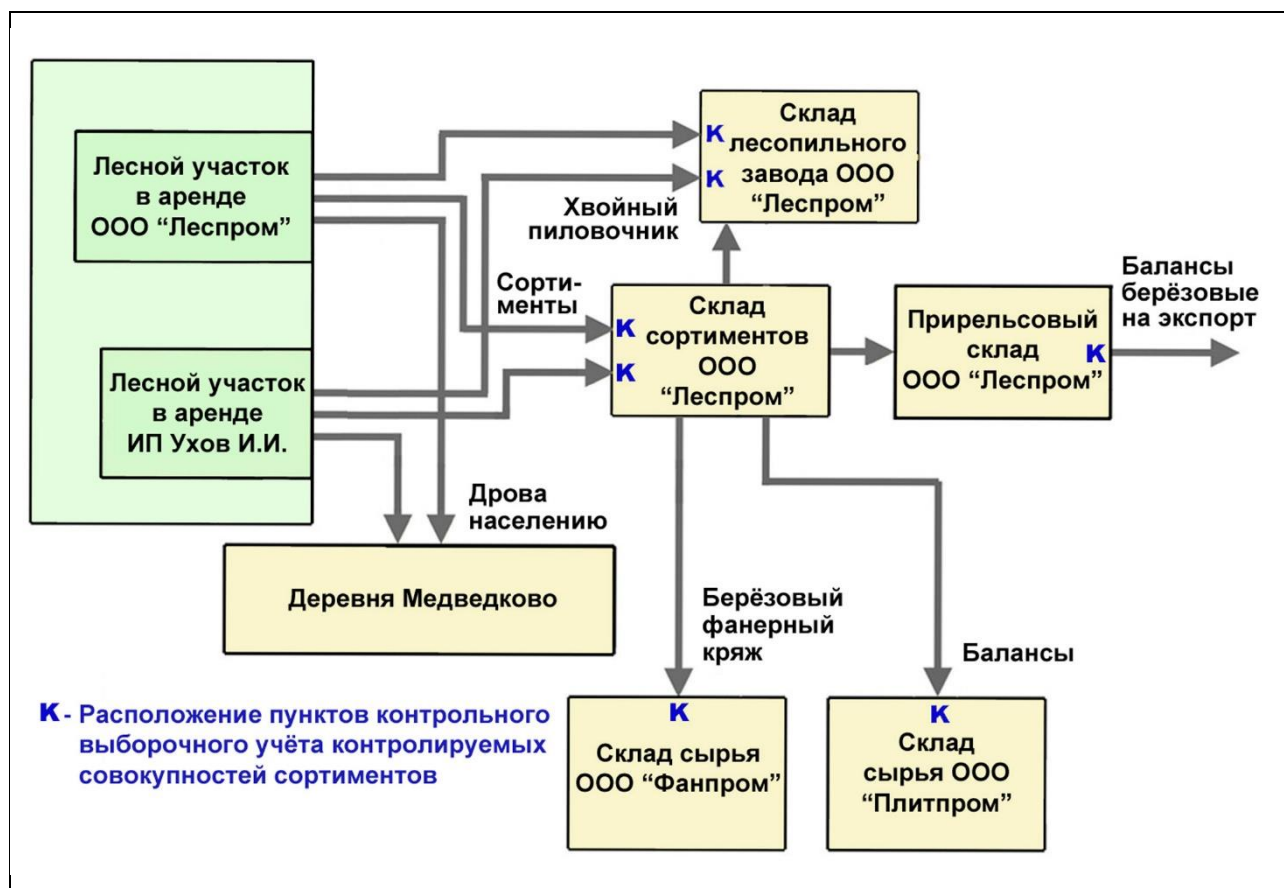 Лесной участок
в аренде
ООО “Леспром”
Лесной участок
в аренде
ИП Ухов И.И.
Склад
лесопильного
завода ООО
“Леспром”
К
К
Хвойный
пиловочник
Сорти-
менты
Склад
сортиментов
ООО
“Леспром”
К
К
Прирельсовый
склад
ООО “Леспром”
К
Балансы
берёзовые
на экспорт
Дрова
населению
Деревня Медведково
Берёзовый
фанерный
кряж
Балансы
К
Склад сырья
ООО “Фанпром”
К
Склад
сырья ООО
“Плитпром”
К - Расположение пунктов контрольного
выборочного учёта контролируемых
совокупностей сортиментов